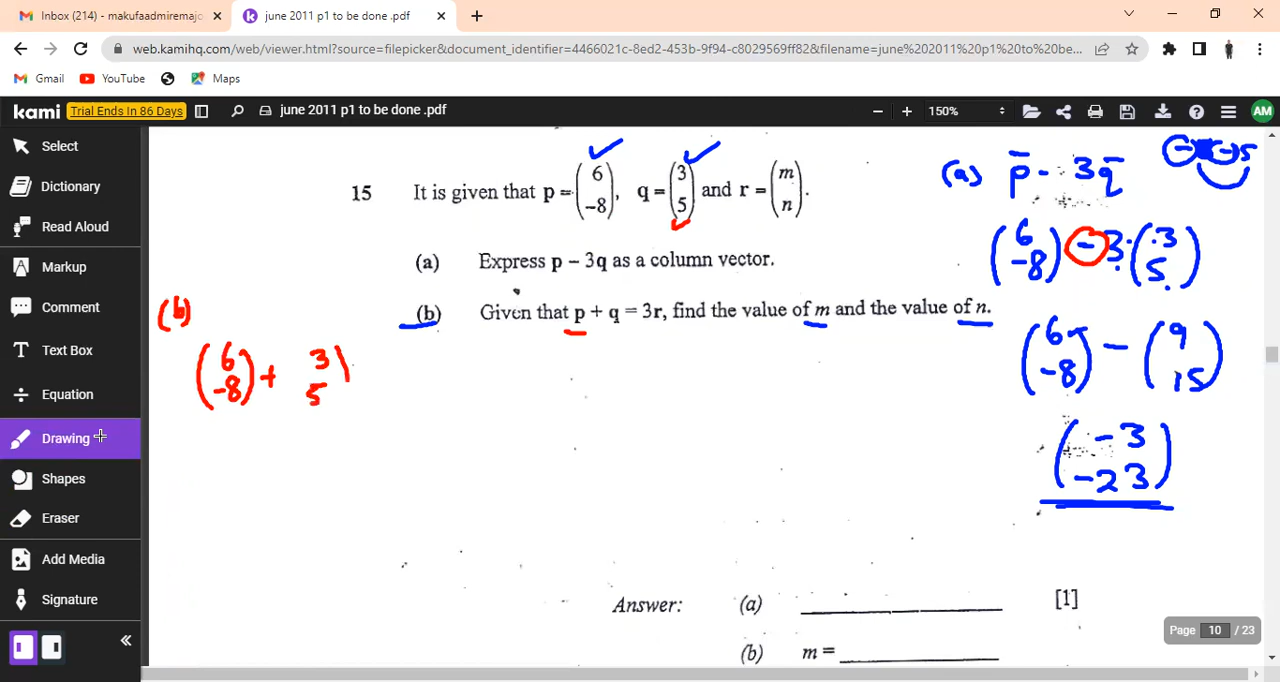 Inbox (214) - makufaadmiremajo
june 2011 p1 to be done .pdf
web.kamihq.com/web/viewer.html?source=filepicker&document_identifier=4466021c-8ed2-453b-9f94-c8029569ff82&filename=june%202011%20p1%20to%20be...
Gmail YouTube Maps
kami Trial Ends In 86 Days june 2011 p1 to be done .pdf 150% AM
Select
Dictionary
Read Aloud
Markup
Comment
Text Box
Equation
Drawing
Shapes
Eraser
Add Media
Signature
15 It is given that p = (6 -8), q = (3 5) and r = (m n).
(a) Express p − 3q as a column vector.
(b) Given that p + q = 3r, find the value of m and the value of n.
(b)
(6 -8) + 3 5)
(a) p̄ - 3q̄
- - 5
(6 -8) - 3·(3 5)
(6 -8) - (9 15)
(-3 -23)
Answer: (a) [1]
(b) m =
Page 10 / 23